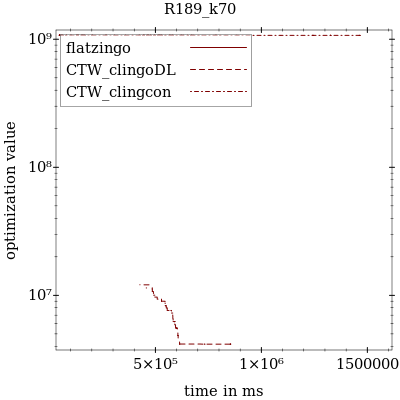 R189_k70
10⁹
flatzingo
CTW_clingoDL
CTW_clingcon
10⁸
optimization value
10⁷
5×10⁵
1×10⁶
1500000
time in ms